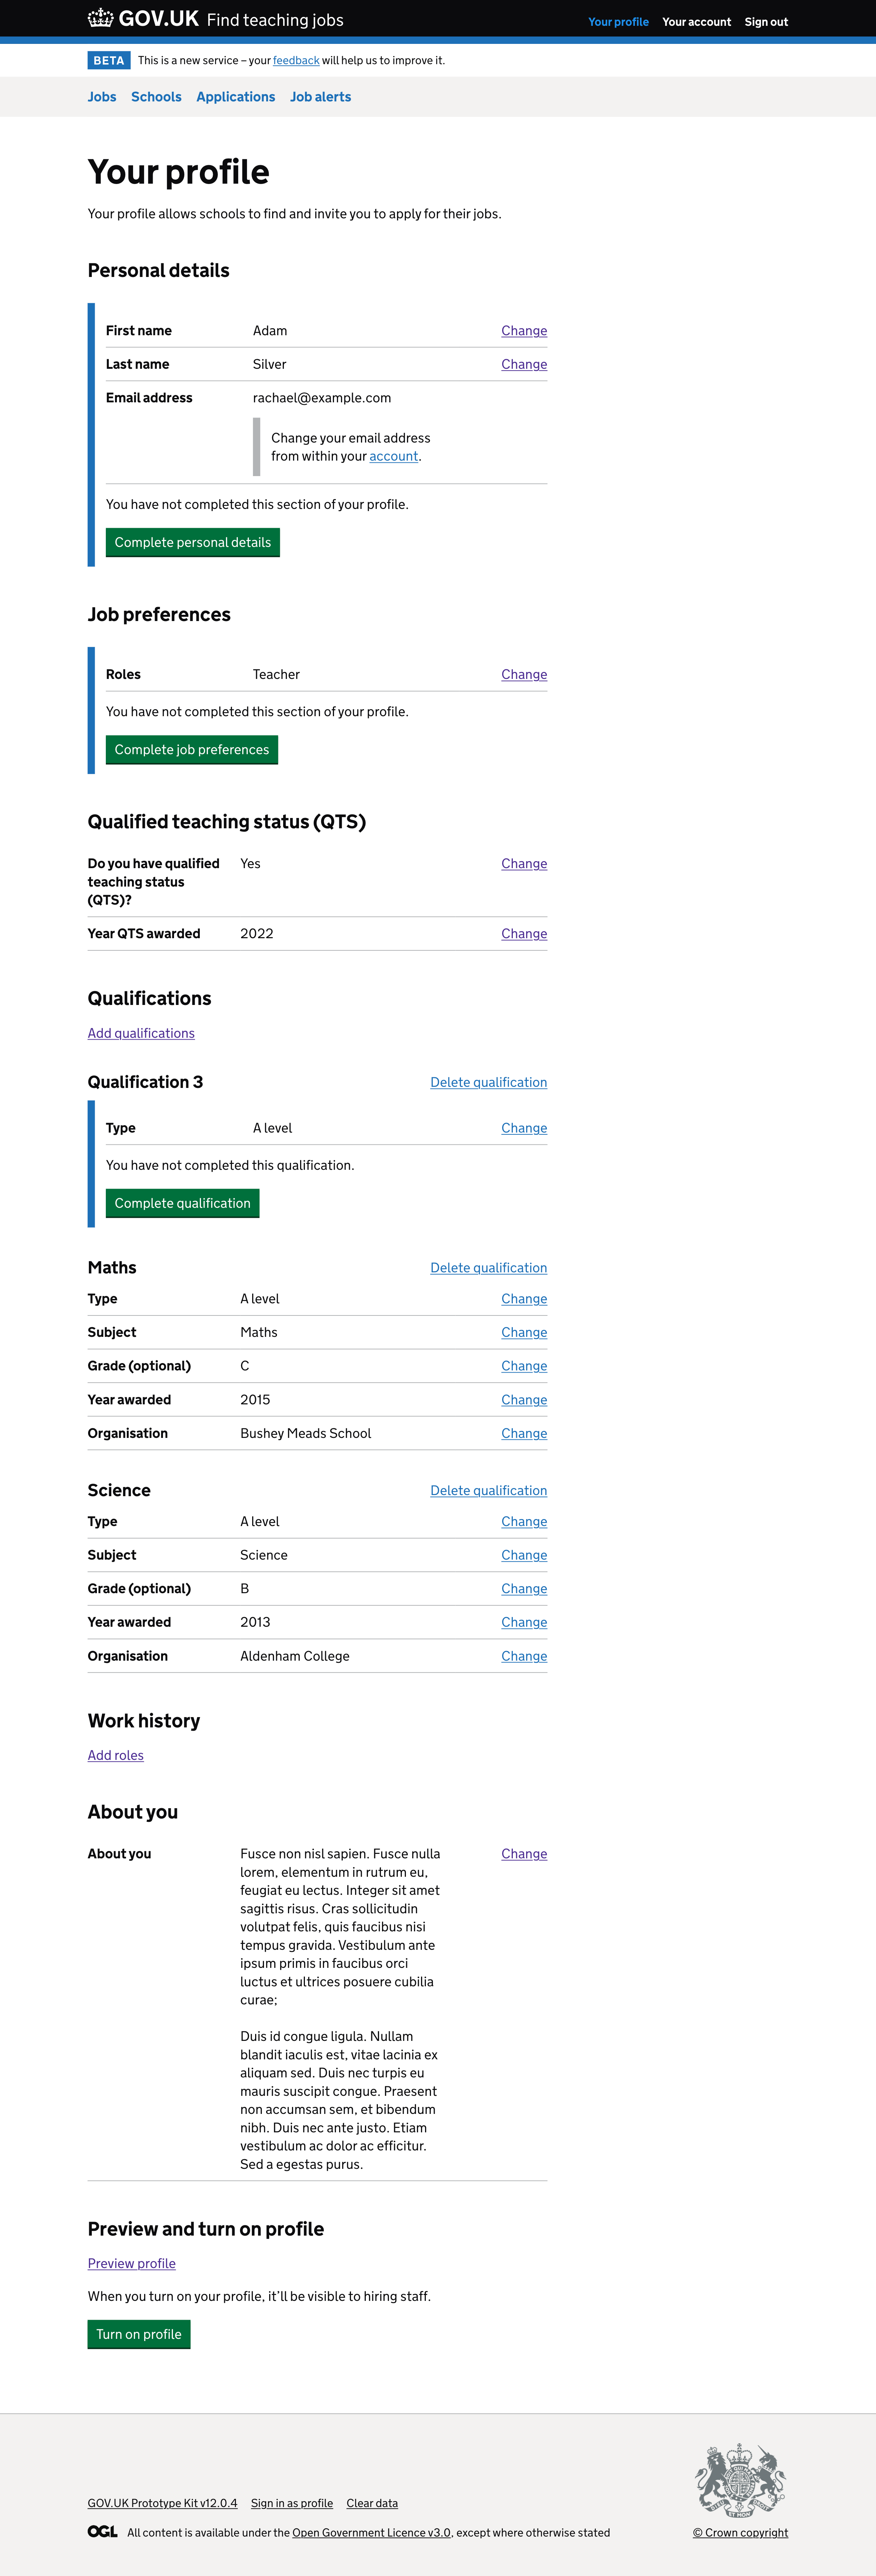 GOV.UK Find teaching jobs Your profile Your account Sign out
BETA This is a new service – your feedback will help us to improve it.
Jobs Schools Applications Job alerts
Your profile
Your profile allows schools to find and invite you to apply for their jobs.
Personal details
First name Adam Change
Last name Silver Change
Email address rachael@example.com
Change your email address
from within your account.
You have not completed this section of your profile.
Complete personal details
Job preferences
Roles Teacher Change
You have not completed this section of your profile.
Complete job preferences
Qualified teaching status (QTS)
Do you have qualified Yes Change
teaching status
(QTS)?
Year QTS awarded 2022 Change
Qualifications
Add qualifications
Qualification 3 Delete qualification
Type A level Change
You have not completed this qualification.
Complete qualification
Maths Delete qualification
Type A level Change
Subject Maths Change
Grade (optional) C Change
Year awarded 2015 Change
Organisation Bushey Meads School Change
Science Delete qualification
Type A level Change
Subject Science Change
Grade (optional) B Change
Year awarded 2013 Change
Organisation Aldenham College Change
Work history
Add roles
About you
About you Fusce non nisl sapien. Fusce nulla Change
lorem, elementum in rutrum eu,
feugiat eu lectus. Integer sit amet
sagittis risus. Cras sollicitudin
volutpat felis, quis faucibus nisi
tempus gravida. Vestibulum ante
ipsum primis in faucibus orci
luctus et ultrices posuere cubilia
curae;
Duis id congue ligula. Nullam
blandit iaculis est, vitae lacinia ex
aliquam sed. Duis nec turpis eu
mauris suscipit congue. Praesent
non accumsan sem, et bibendum
nibh. Duis nec ante justo. Etiam
vestibulum ac dolor ac efficitur.
Sed a egestas purus.
Preview and turn on profile
Preview profile
When you turn on your profile, it’ll be visible to hiring staff.
Turn on profile
GOV.UK Prototype Kit v12.0.4 Sign in as profile Clear data
OGL All content is available under the Open Government Licence v3.0, except where otherwise stated © Crown copyright